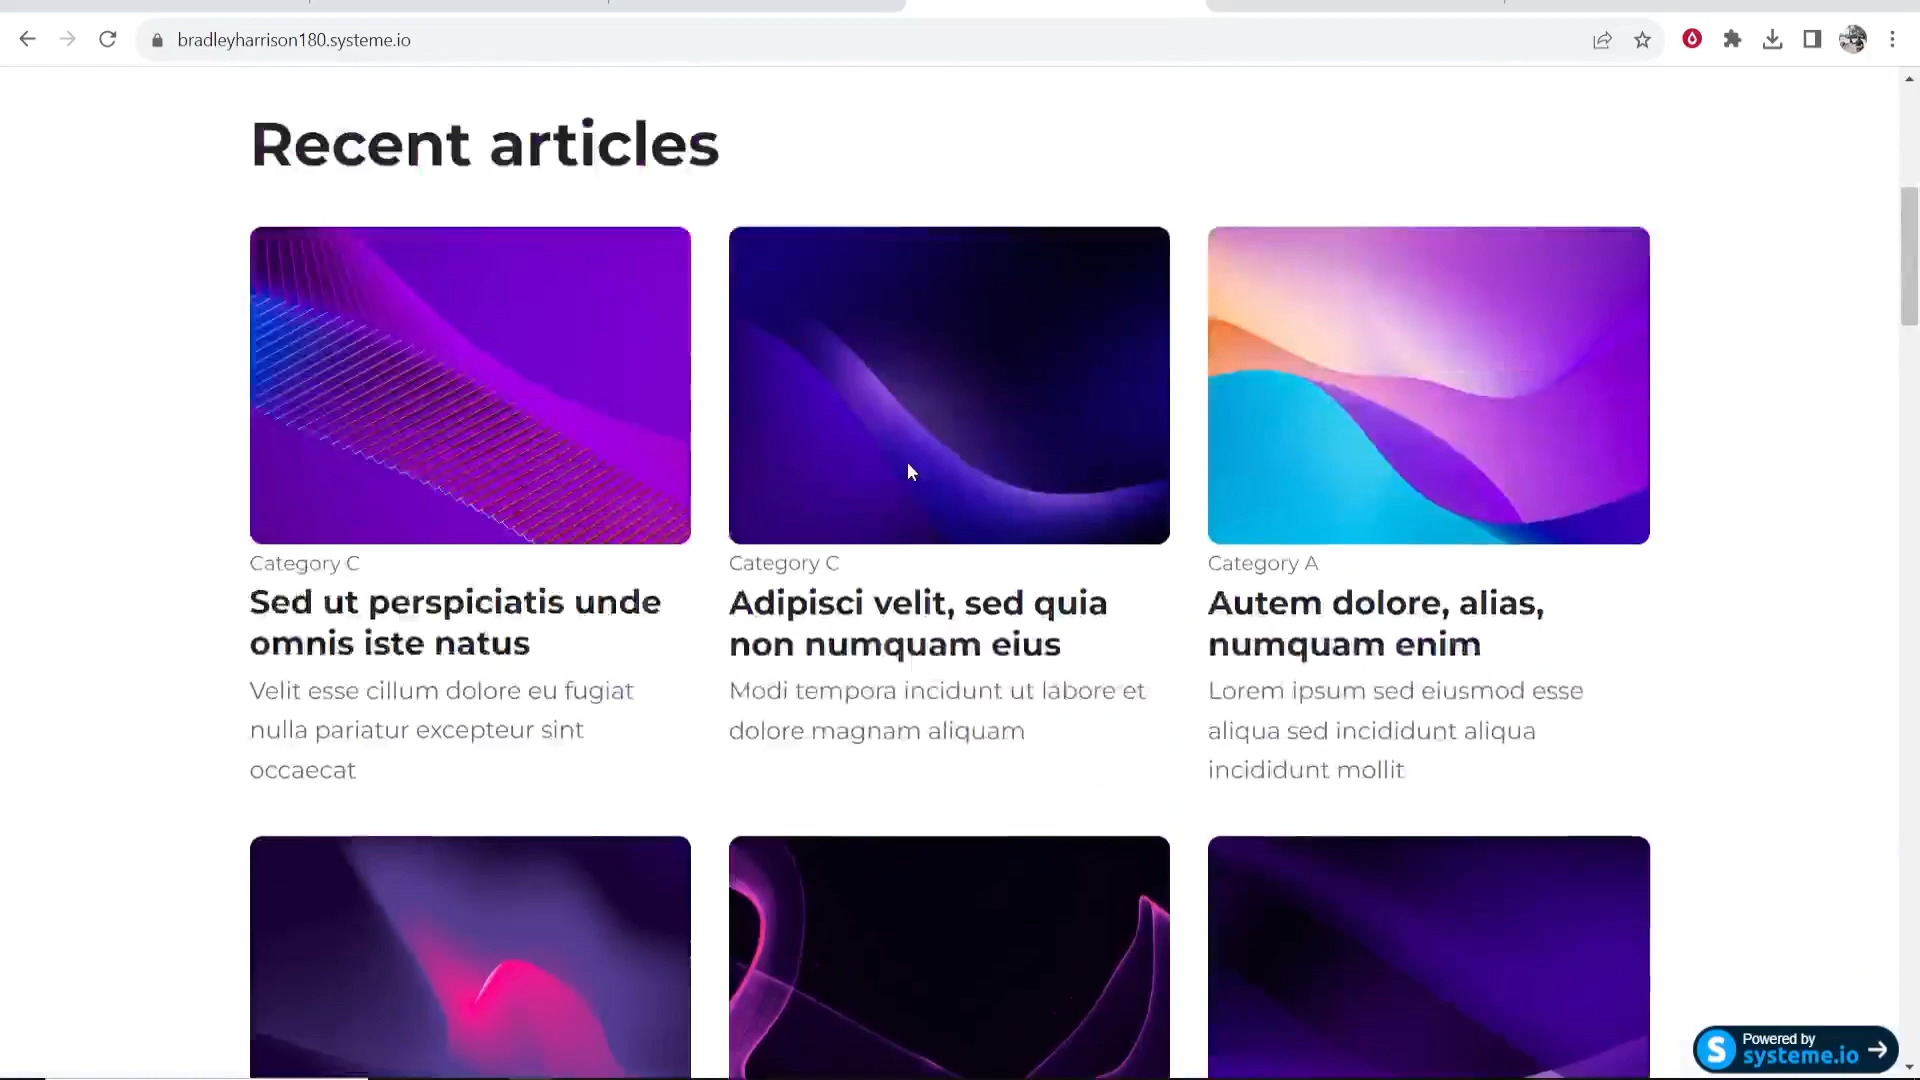 bradleyharrison180.systeme.io
Recent articles
Category C
Sed ut perspiciatis unde
omnis iste natus
Velit esse cillum dolore eu fugiat
nulla pariatur excepteur sint
occaecat
Category C
Adipisci velit, sed quia
non numquam eius
Modi tempora incidunt ut labore et
dolore magnam aliquam
Category A
Autem dolore, alias,
numquam enim
Lorem ipsum sed eiusmod esse
aliqua sed incididunt aliqua
incididunt mollit
Powered by
systeme.io